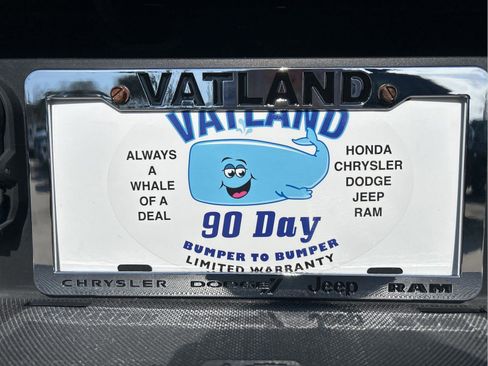 VATLAND
VATLAND
ALWAYS
A
WHALE
OF A
DEAL
HONDA
CHRYSLER
DODGE
JEEP
RAM
90 Day
BUMPER TO BUMPER
LIMITED WARRANTY
CHRYSLER DODGE Jeep RAM